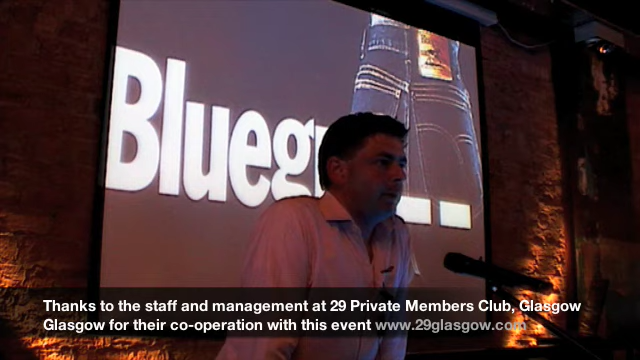 Blueg
Thanks to the staff and management at 29 Private Members Club, Glasgow
Glasgow for their co-operation with this event www.29glasgow.com